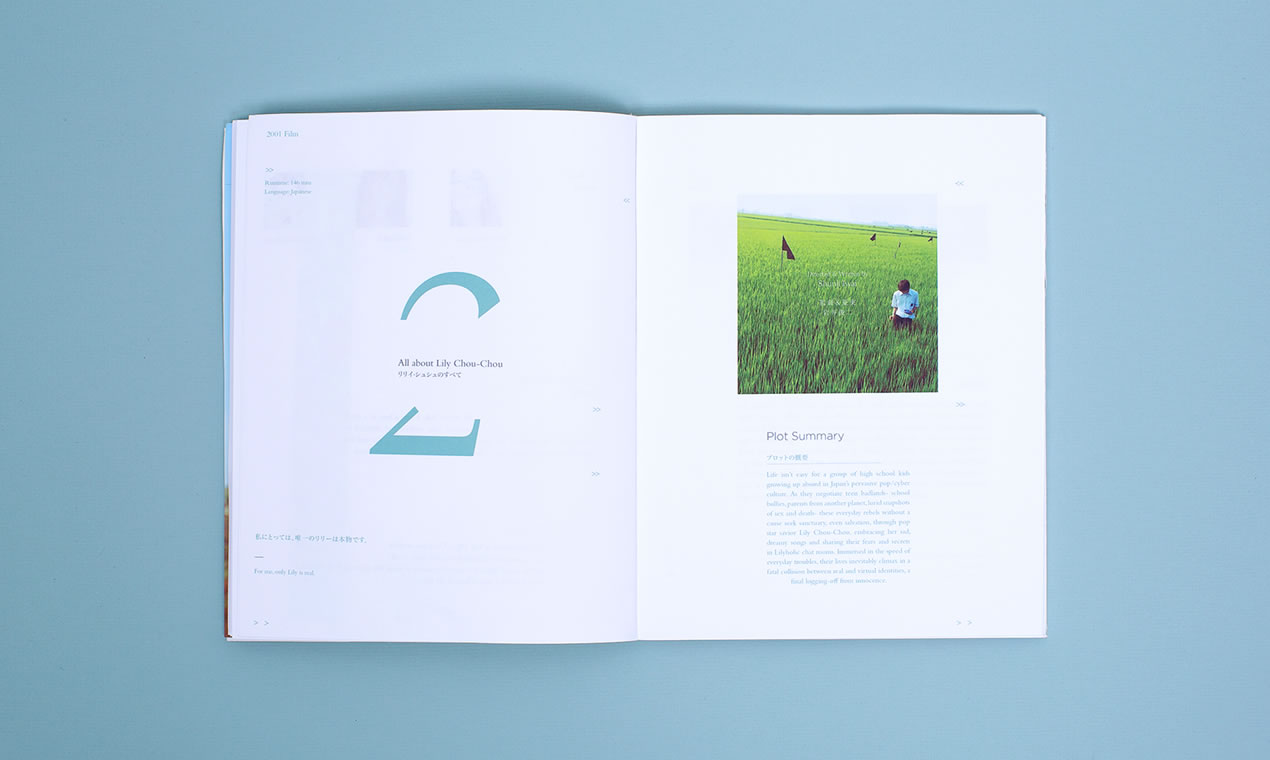 2001 Film
>>
Runtime: 146 mins
Language: Japanese
<<
2
All about Lily Chou-Chou
リリイ・シュシュのすべて
>>
>>
私にとっては、唯一のリリーは本物です。
For me, only Lily is real.
> >
<<
>>
Plot Summary
プロットの概要
Life isn't easy for a group of high school kids
growing up absurd in Japan's pervasive pop/cyber
culture. As they negotiate teen badlands- school
bullies, parents from another planet, lurid snapshots
of sex and death- these everyday rebels without a
cause seek sanctuary, even salvation, through pop
star savior Lily Chou-Chou, embracing her sad,
dreamy songs and sharing their fears and secrets
in Lilyholic chat rooms. Immersed in the speed of
everyday troubles, their lives inevitably climax in a
fatal collision between real and virtual identities, a
final logging-off from innocence.
> >